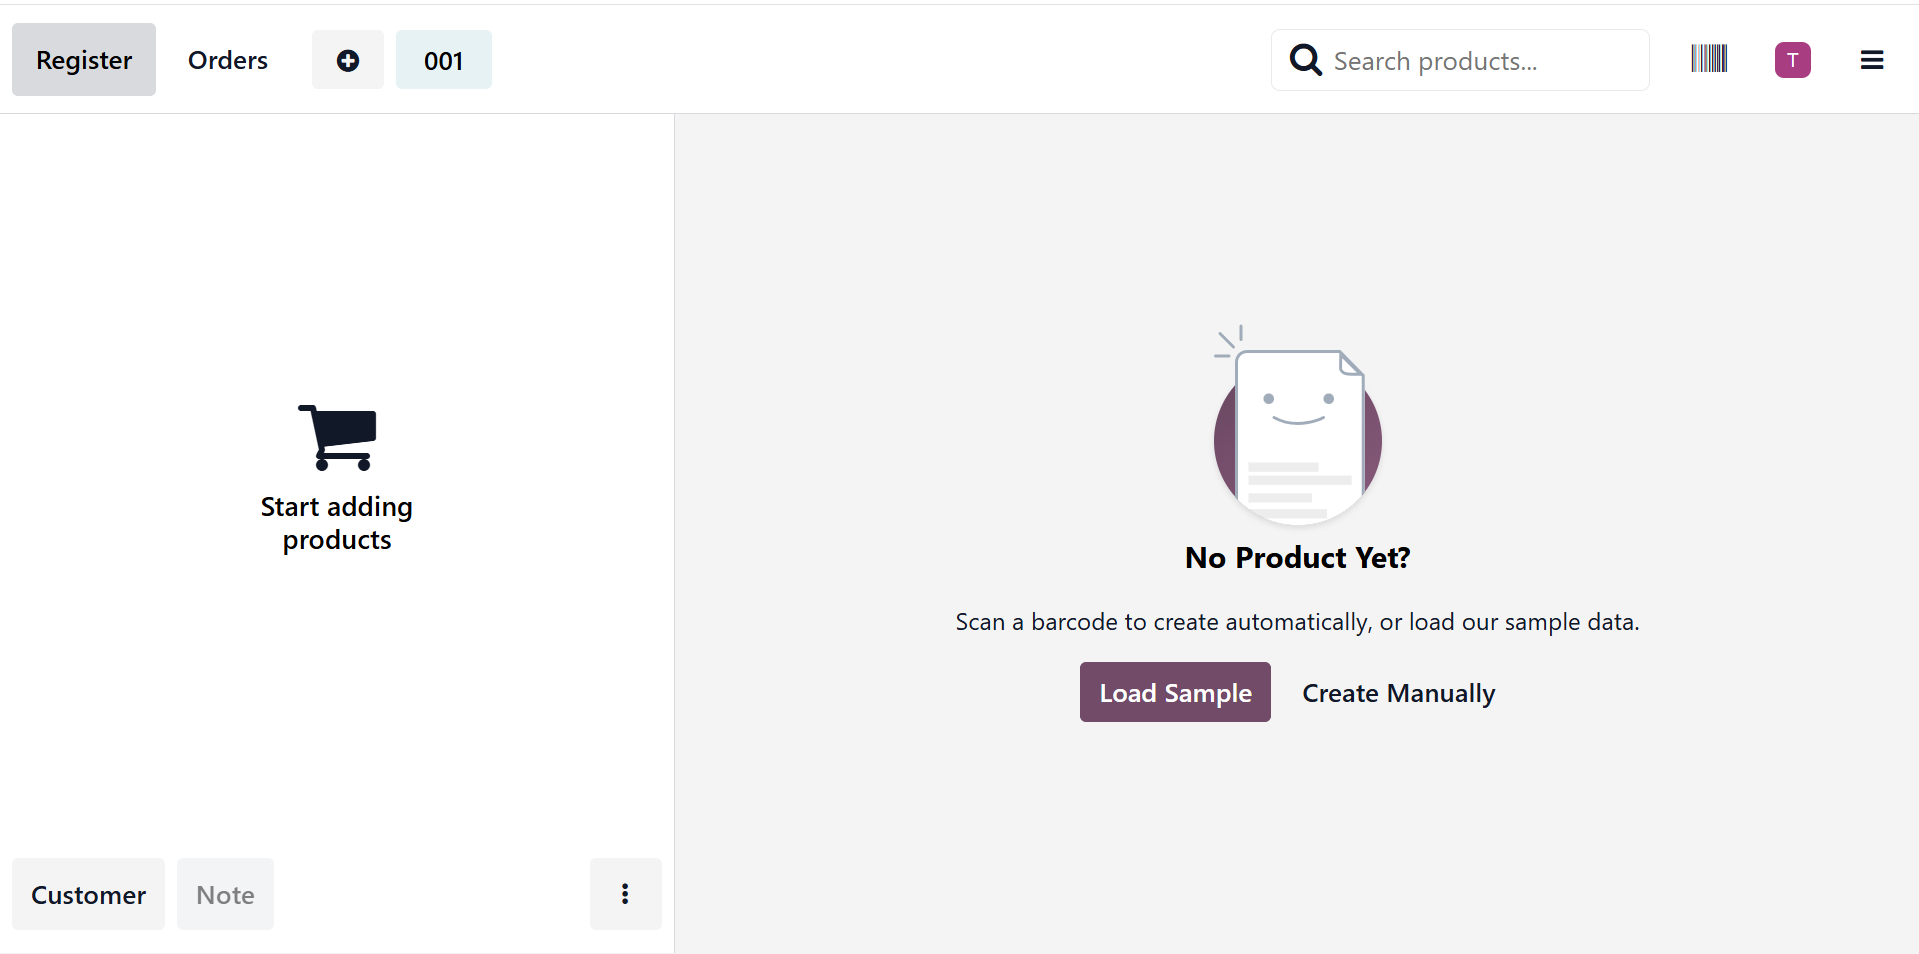 Register
Orders
001
Search products...
T
Start adding
products
No Product Yet?
Scan a barcode to create automatically, or load our sample data.
Load Sample
Create Manually
Customer
Note